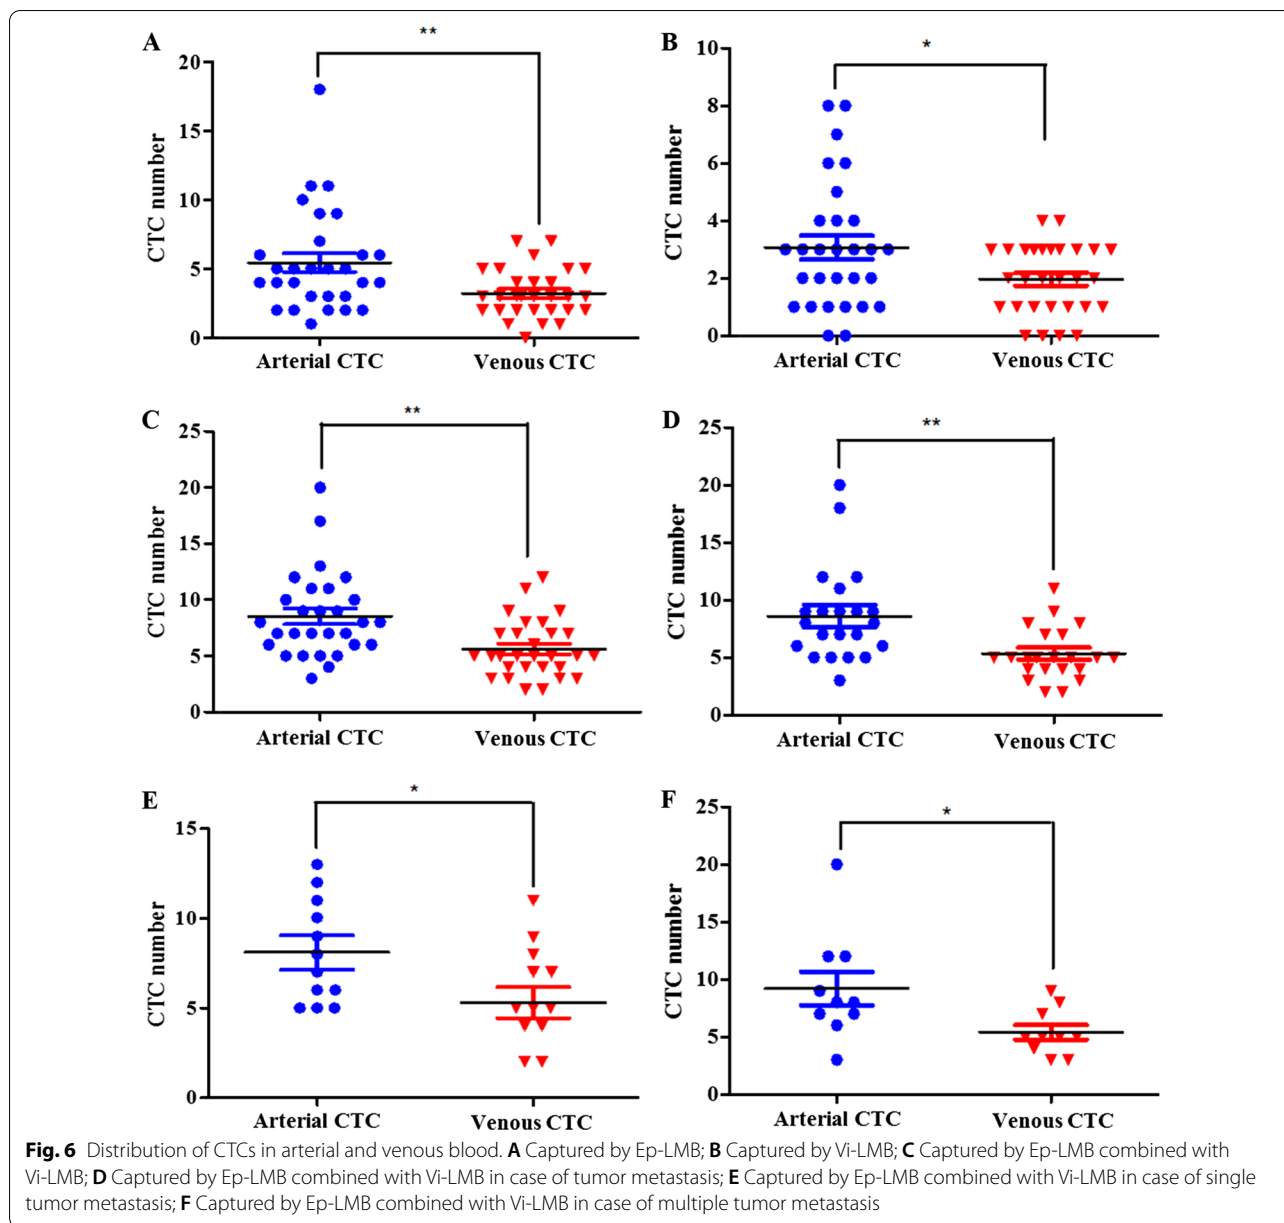 A
**
CTC number
20
15
10
5
0
Arterial CTC
Venous CTC
B
*
CTC number
10
8
6
4
2
0
Arterial CTC
Venous CTC
C
**
CTC number
25
20
15
10
5
0
Arterial CTC
Venous CTC
D
**
CTC number
25
20
15
10
5
0
Arterial CTC
Venous CTC
E
*
CTC number
15
10
5
0
Arterial CTC
Venous CTC
F
*
CTC number
25
20
15
10
5
0
Arterial CTC
Venous CTC
Fig. 6 Distribution of CTCs in arterial and venous blood. A Captured by Ep-LMB; B Captured by Vi-LMB; C Captured by Ep-LMB combined with
Vi-LMB; D Captured by Ep-LMB combined with Vi-LMB in case of tumor metastasis; E Captured by Ep-LMB combined with Vi-LMB in case of single
tumor metastasis; F Captured by Ep-LMB combined with Vi-LMB in case of multiple tumor metastasis